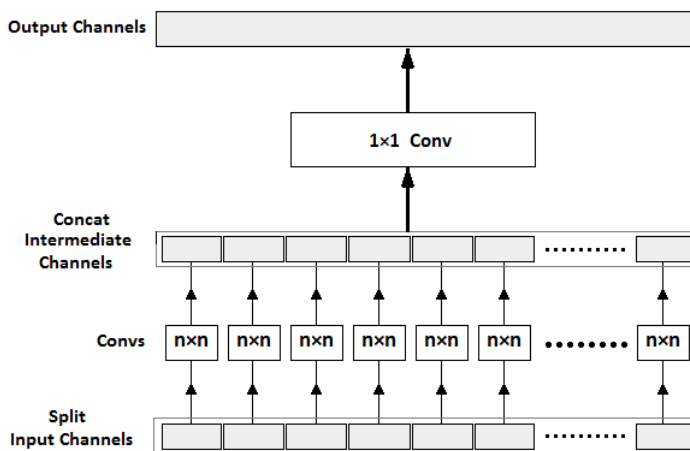 Output Channels
1×1 Conv
Concat
Intermediate
Channels
Convs
n×n n×n n×n n×n n×n n×n n×n
Split
Input Channels